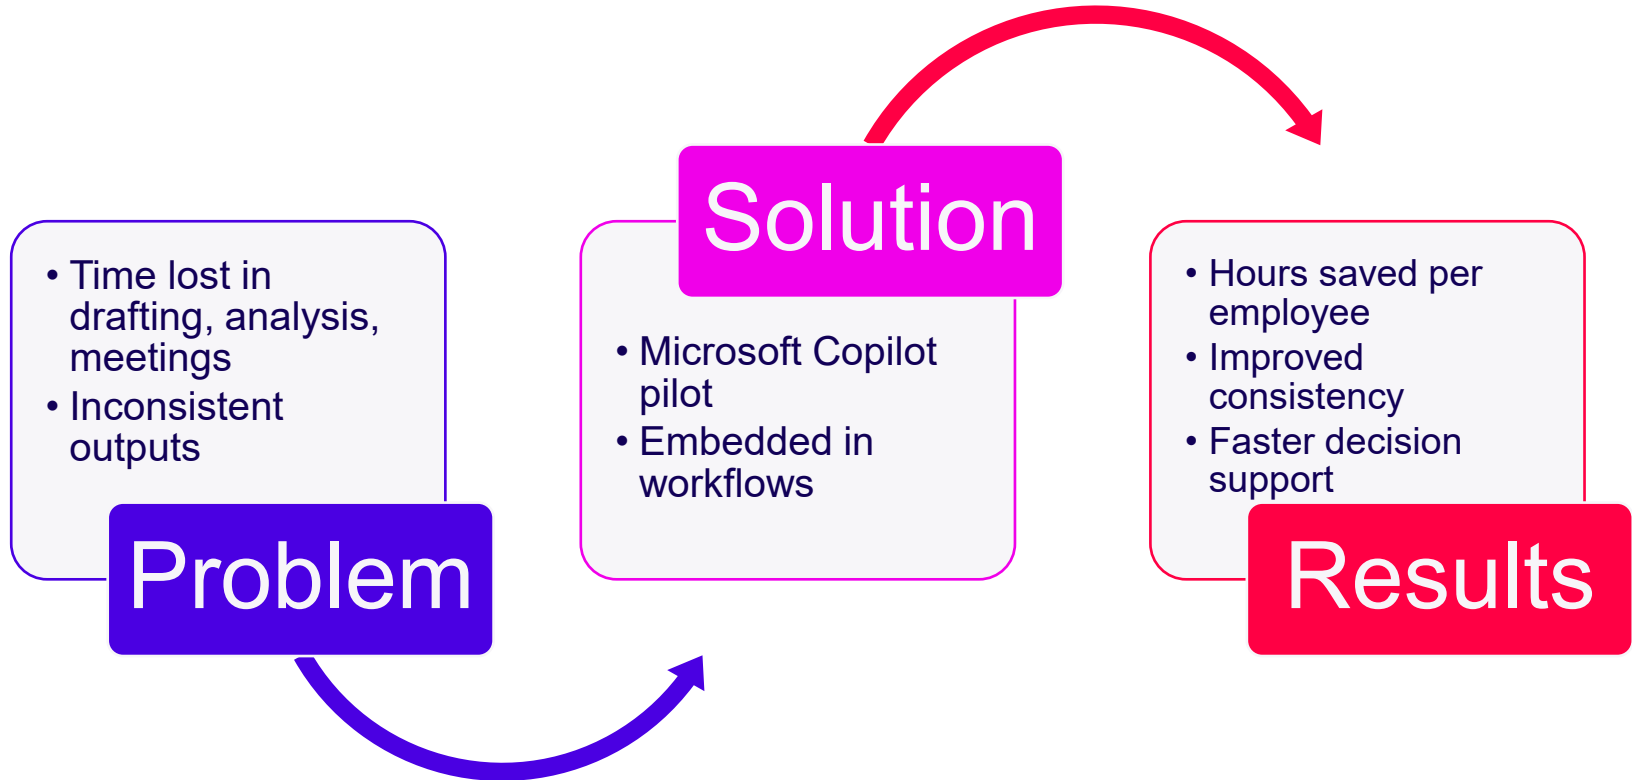 • Time lost in
drafting, analysis,
meetings
• Inconsistent
outputs
Problem
Solution
• Microsoft Copilot
pilot
• Embedded in
workflows
• Hours saved per
employee
• Improved
consistency
• Faster decision
support
Results